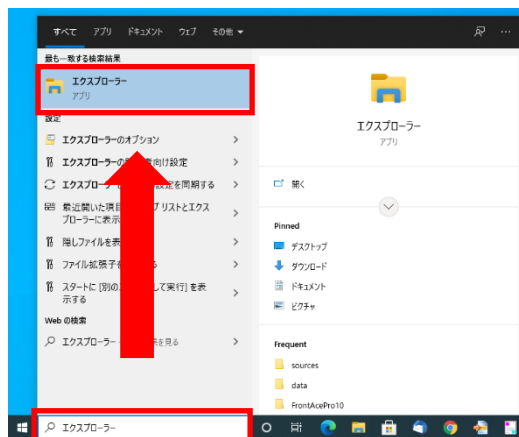 すべて アプリ ドキュメント ウェブ その他
最も一致する検索結果
エクスプローラー
アプリ
設定
エクスプローラーのオプション
エクスプローラーの 者向け設定
エクスプローラー 設定を同期する
最近開いた項目 プ リストとエクス
プローラーに表示
隠しファイルを表
ファイル拡張子を る
スタートに [別の して実行] を表
示する
Web の検索
エクスプローラー を見る
エクスプローラー
アプリ
開く
Pinned
デスクトップ
ダウンロード
ドキュメント
ピクチャ
Frequent
sources
data
FrontAcePro10
エクスプローラー